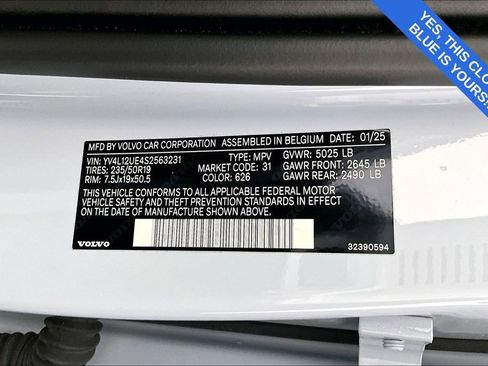 YES, THIS CLO
BLUE IS YOURS!
MFD BY VOLVO CAR CORPORATION ASSEMBLED IN BELGIUM DATE: 01/25
VIN: YV4L12UE4S2563231 TYPE: MPV GVWR: 5025 LB
TIRES: 235/50R19 MARKET CODE: 31 GAWR FRONT: 2645 LB
RIM: 7.5Jx19x50.5 COLOR: 626 GAWR REAR: 2490 LB
THIS VEHICLE CONFORMS TO ALL APPLICABLE FEDERAL MOTOR
VEHICLE SAFETY AND THEFT PREVENTION STANDARDS IN EFFECT
ON THE DATE OF MANUFACTURE SHOWN ABOVE.
VOLVO 32390594